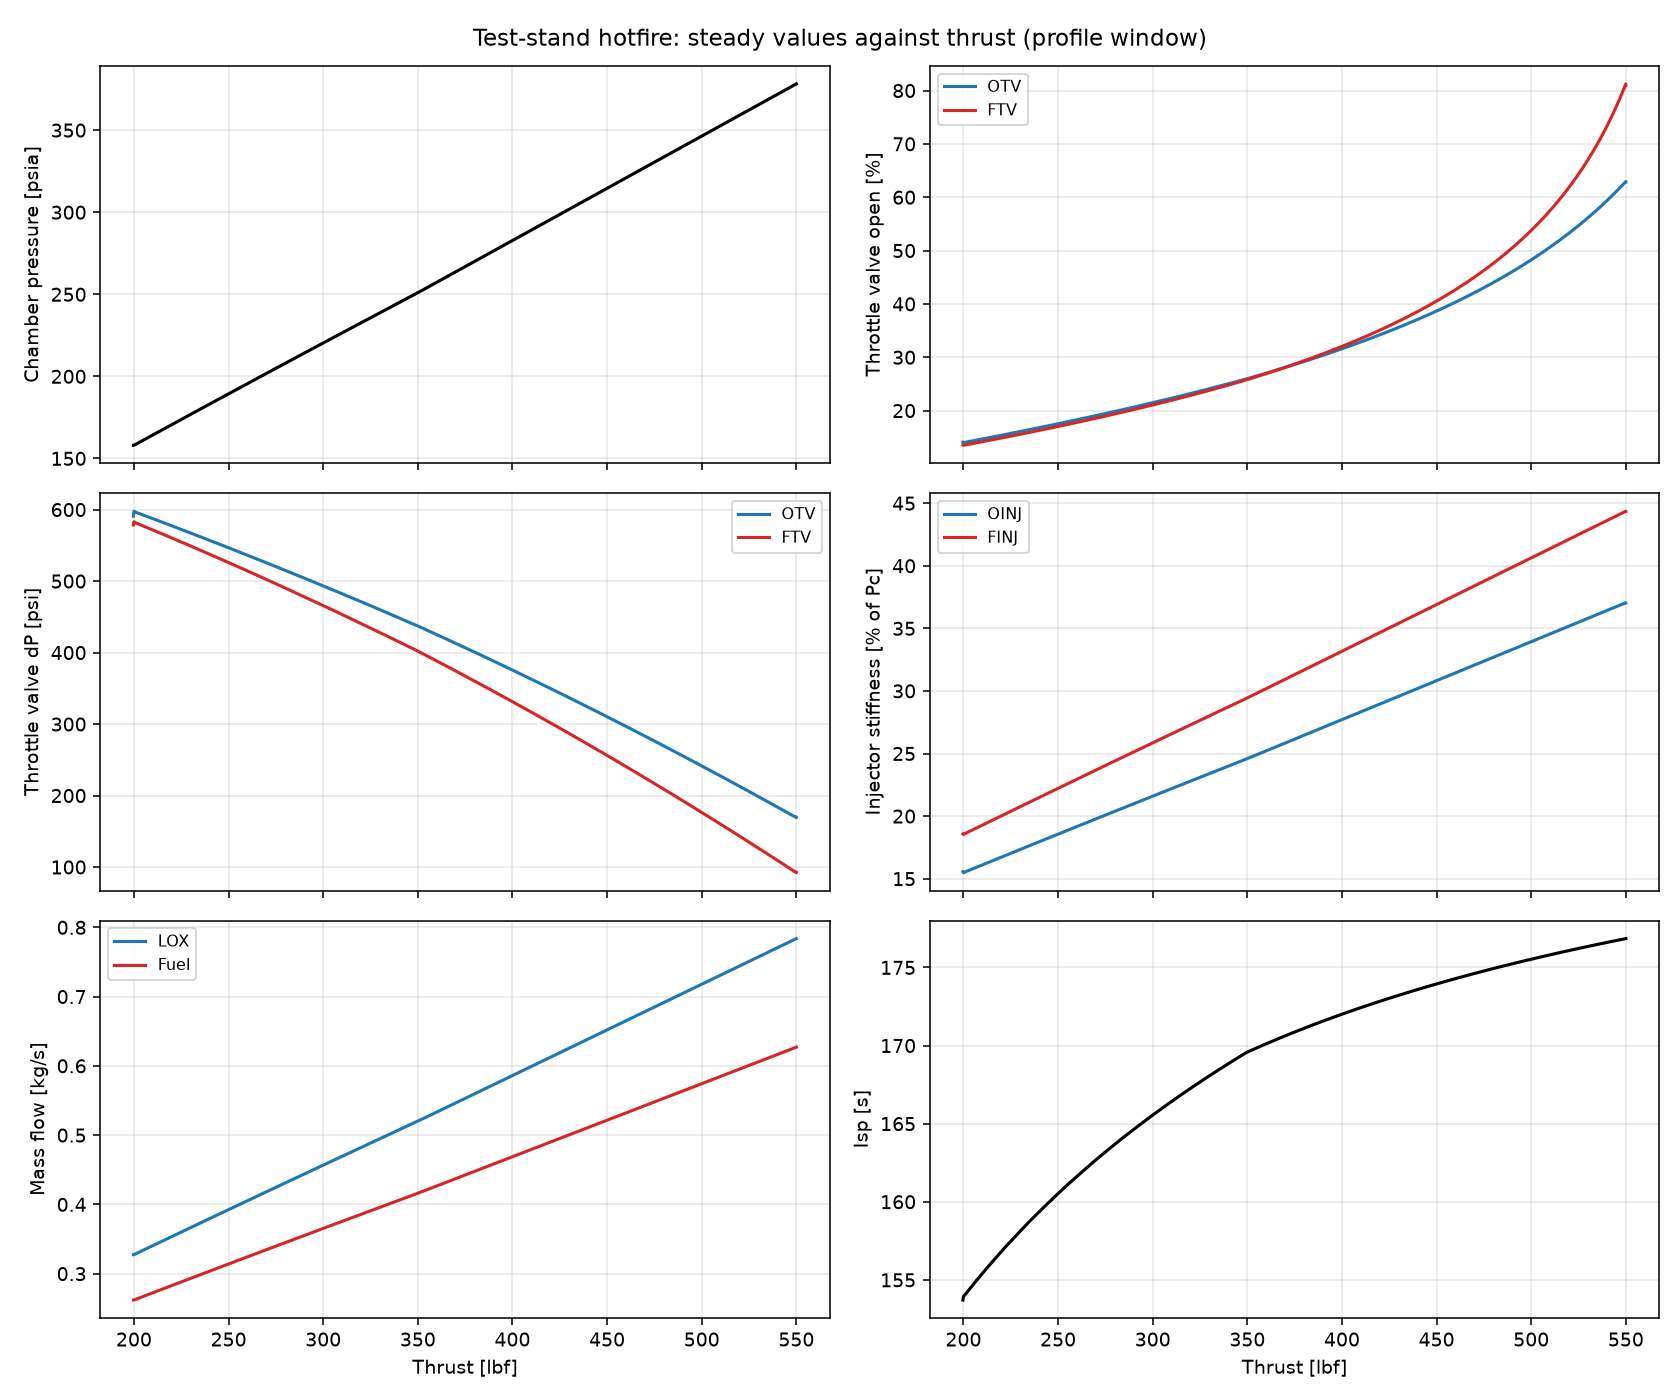 Test-stand hotfire: steady values against thrust (profile window)
Chamber pressure [psia]
350
300
250
200
150
Throttle valve open [%]
80
70
60
50
40
30
20
OTV
FTV
Throttle valve dP [psi]
600
500
400
300
200
100
OTV
FTV
Injector stiffness [% of Pc]
45
40
35
30
25
20
15
OINJ
FINJ
Mass flow [kg/s]
0.8
0.7
0.6
0.5
0.4
0.3
LOX
Fuel
200 250 300 350 400 450 500 550
Thrust [lbf]
Isp [s]
175
170
165
160
155
200 250 300 350 400 450 500 550
Thrust [lbf]